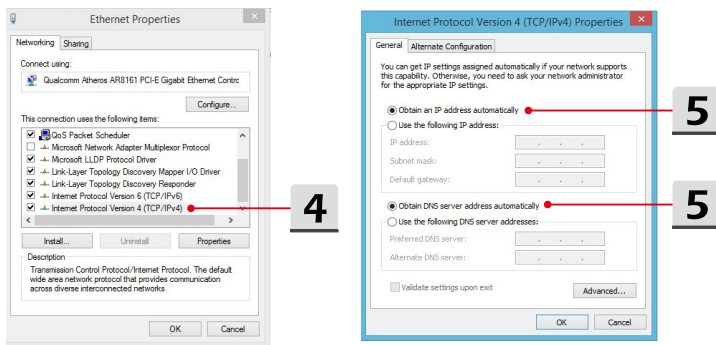 Ethernet Properties
Networking
Sharing
Connect using:
Qualcomm Atheros AR8161 PCI-E Gigabit Ethernet Contrc
Configure...
This connection uses the following items:
QoS Packet Scheduler
Microsoft Network Adapter Multiplexor Protocol
Microsoft LLDP Protocol Driver
Link-Layer Topology Discovery Mapper I/O Driver
Link-Layer Topology Discovery Responder
Internet Protocol Version 6 (TCP/IPv6)
Internet Protocol Version 4 (TCP/IPv4)
4
Install...
Uninstall
Properties
Description
Transmission Control Protocol/Internet Protocol. The default
wide area network protocol that provides communication
across diverse interconnected networks.
OK
Cancel
Internet Protocol Version 4 (TCP/IPv4) Properties
General
Alternate Configuration
You can get IP settings assigned automatically if your network supports
this capability. Otherwise, you need to ask your network administrator
for the appropriate IP settings.
Obtain an IP address automatically
5
Use the following IP address:
IP address:
Subnet mask:
Default gateway:
Obtain DNS server address automatically
5
Use the following DNS server addresses:
Preferred DNS server:
Alternate DNS server:
Validate settings upon exit
Advanced...
OK
Cancel